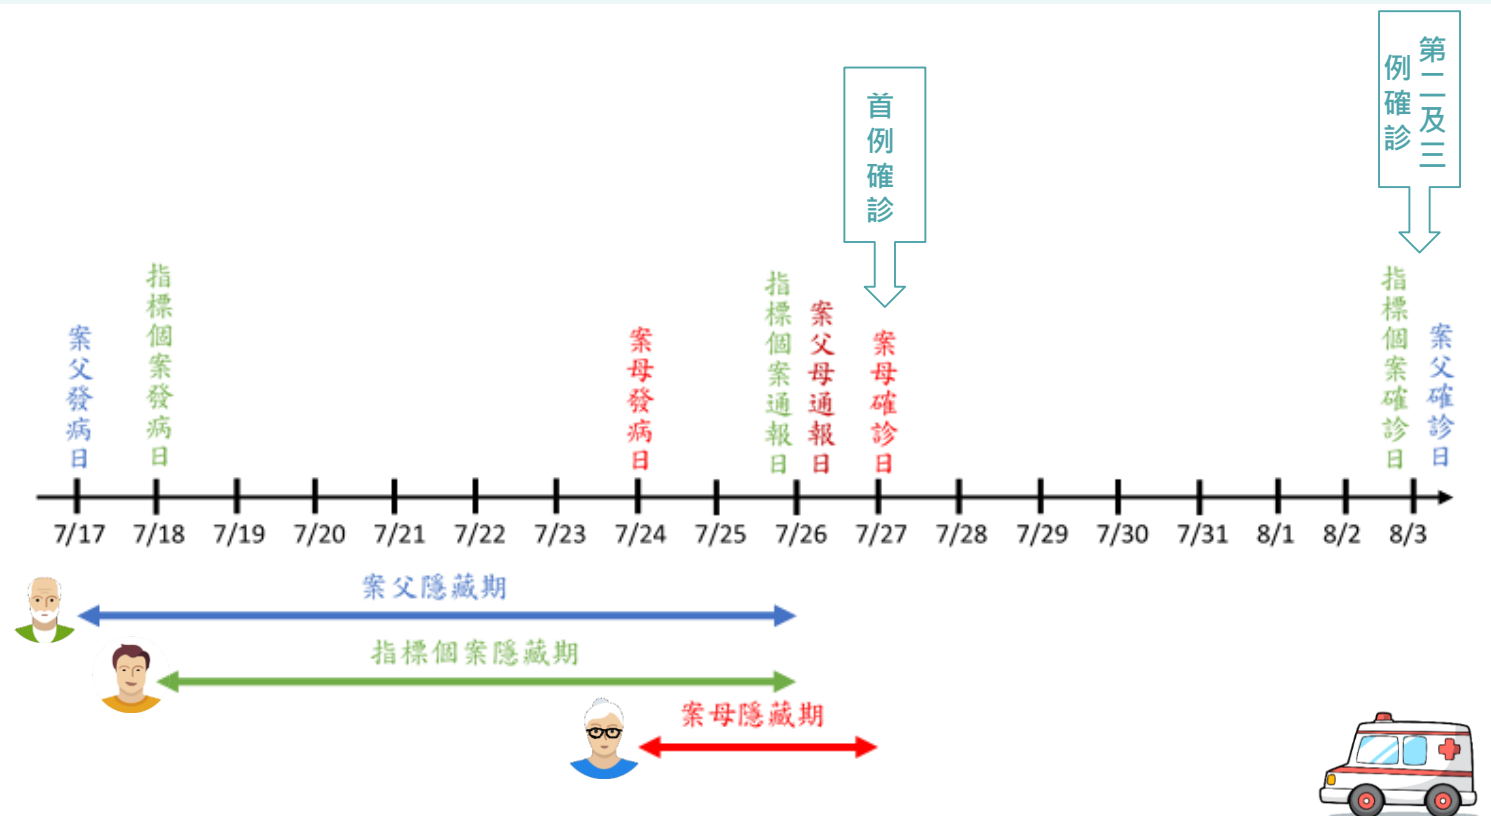 第二及三
例確診
首例確診
案父發病日
指標個案發病日
案母發病日
指標個案通報日
案父母通報日
案母確診日
指標個案確診日
案父確診日
7/17 7/18 7/19 7/20 7/21 7/22 7/23 7/24 7/25 7/26 7/27 7/28 7/29 7/30 7/31 8/1 8/2 8/3
案父隱藏期
指標個案隱藏期
案母隱藏期